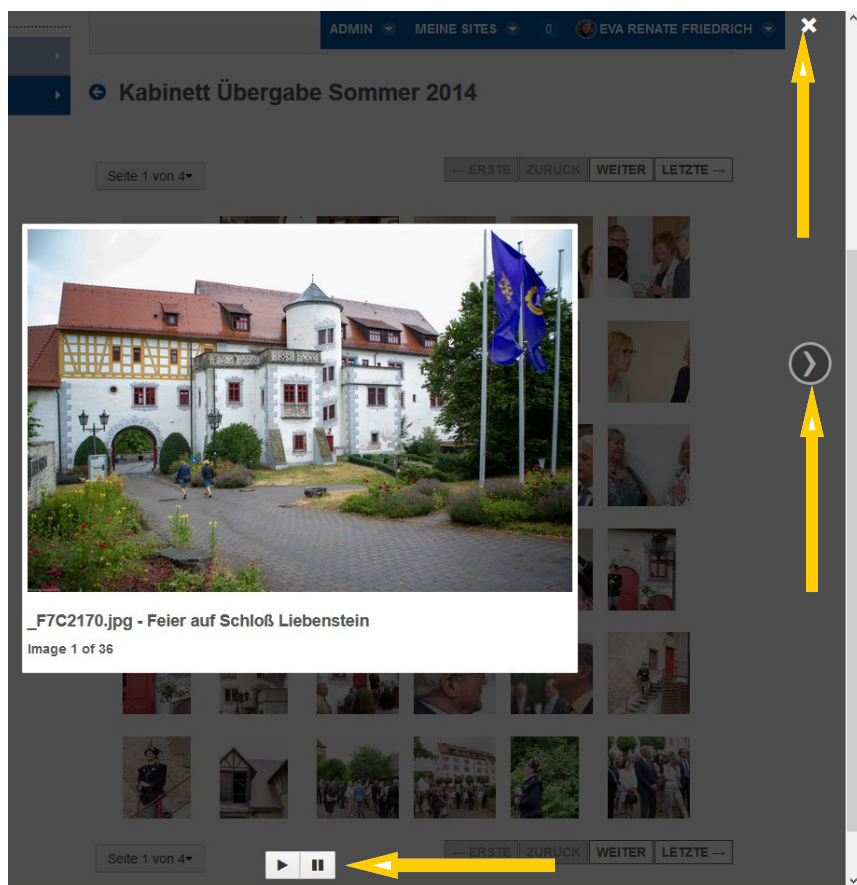 ADMIN MEINE SITES 0 EVA RENATE FRIEDRICH
Kabinett Übergabe Sommer 2014
Seite 1 von 4
← ERSTE ZURÜCK WEITER LETZTE →
_F7C2170.jpg - Feier auf Schloß Liebenstein
Image 1 of 36
Seite 1 von 4
← ERSTE ZURÜCK WEITER LETZTE →